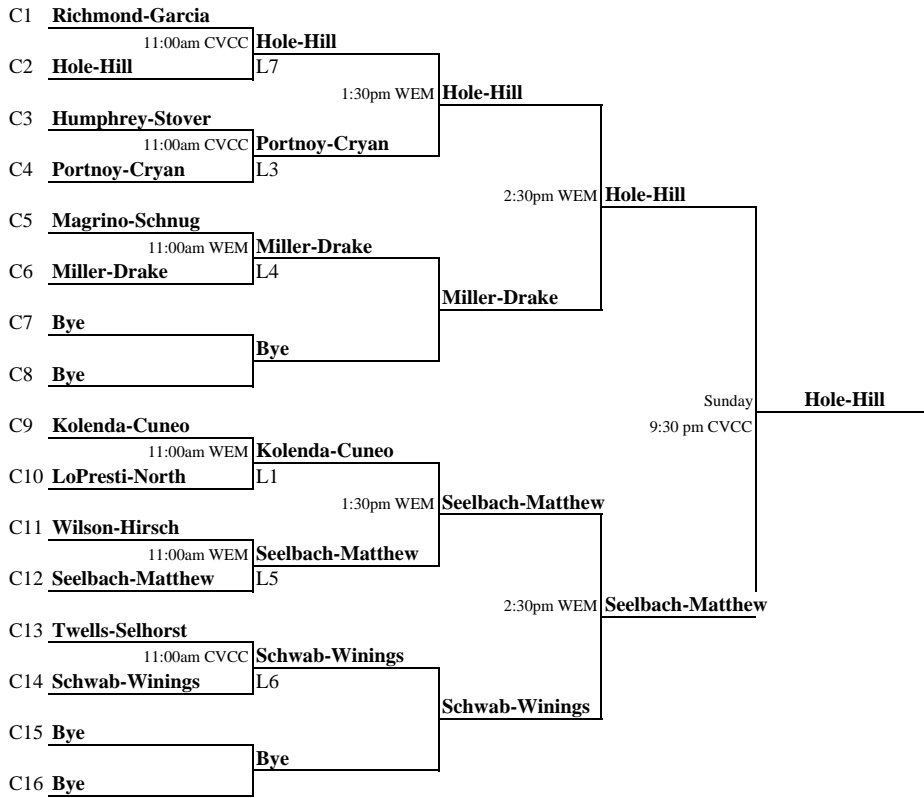 C1 Richmond-Garcia
11:00am CVCC Hole-Hill
C2 Hole-Hill L7
1:30pm WEM Hole-Hill
C3 Humphrey-Stover
11:00am CVCC Portnoy-Cryan
C4 Portnoy-Cryan L3
2:30pm WEM Hole-Hill
C5 Magrino-Schnug
11:00am WEM Miller-Drake
C6 Miller-Drake L4
Miller-Drake
C7 Bye
Bye
C8 Bye
Sunday Hole-Hill
C9 Kolenda-Cuneo 9:30 pm CVCC
11:00am WEM Kolenda-Cuneo
C10 LoPresti-North L1
1:30pm WEM Seelbach-Matthew
C11 Wilson-Hirsch
11:00am WEM Seelbach-Matthew
C12 Seelbach-Matthew L5
2:30pm WEM Seelbach-Matthew
C13 Twells-Selhorst
11:00am CVCC Schwab-Winings
C14 Schwab-Winings L6
Schwab-Winings
C15 Bye
Bye
C16 Bye